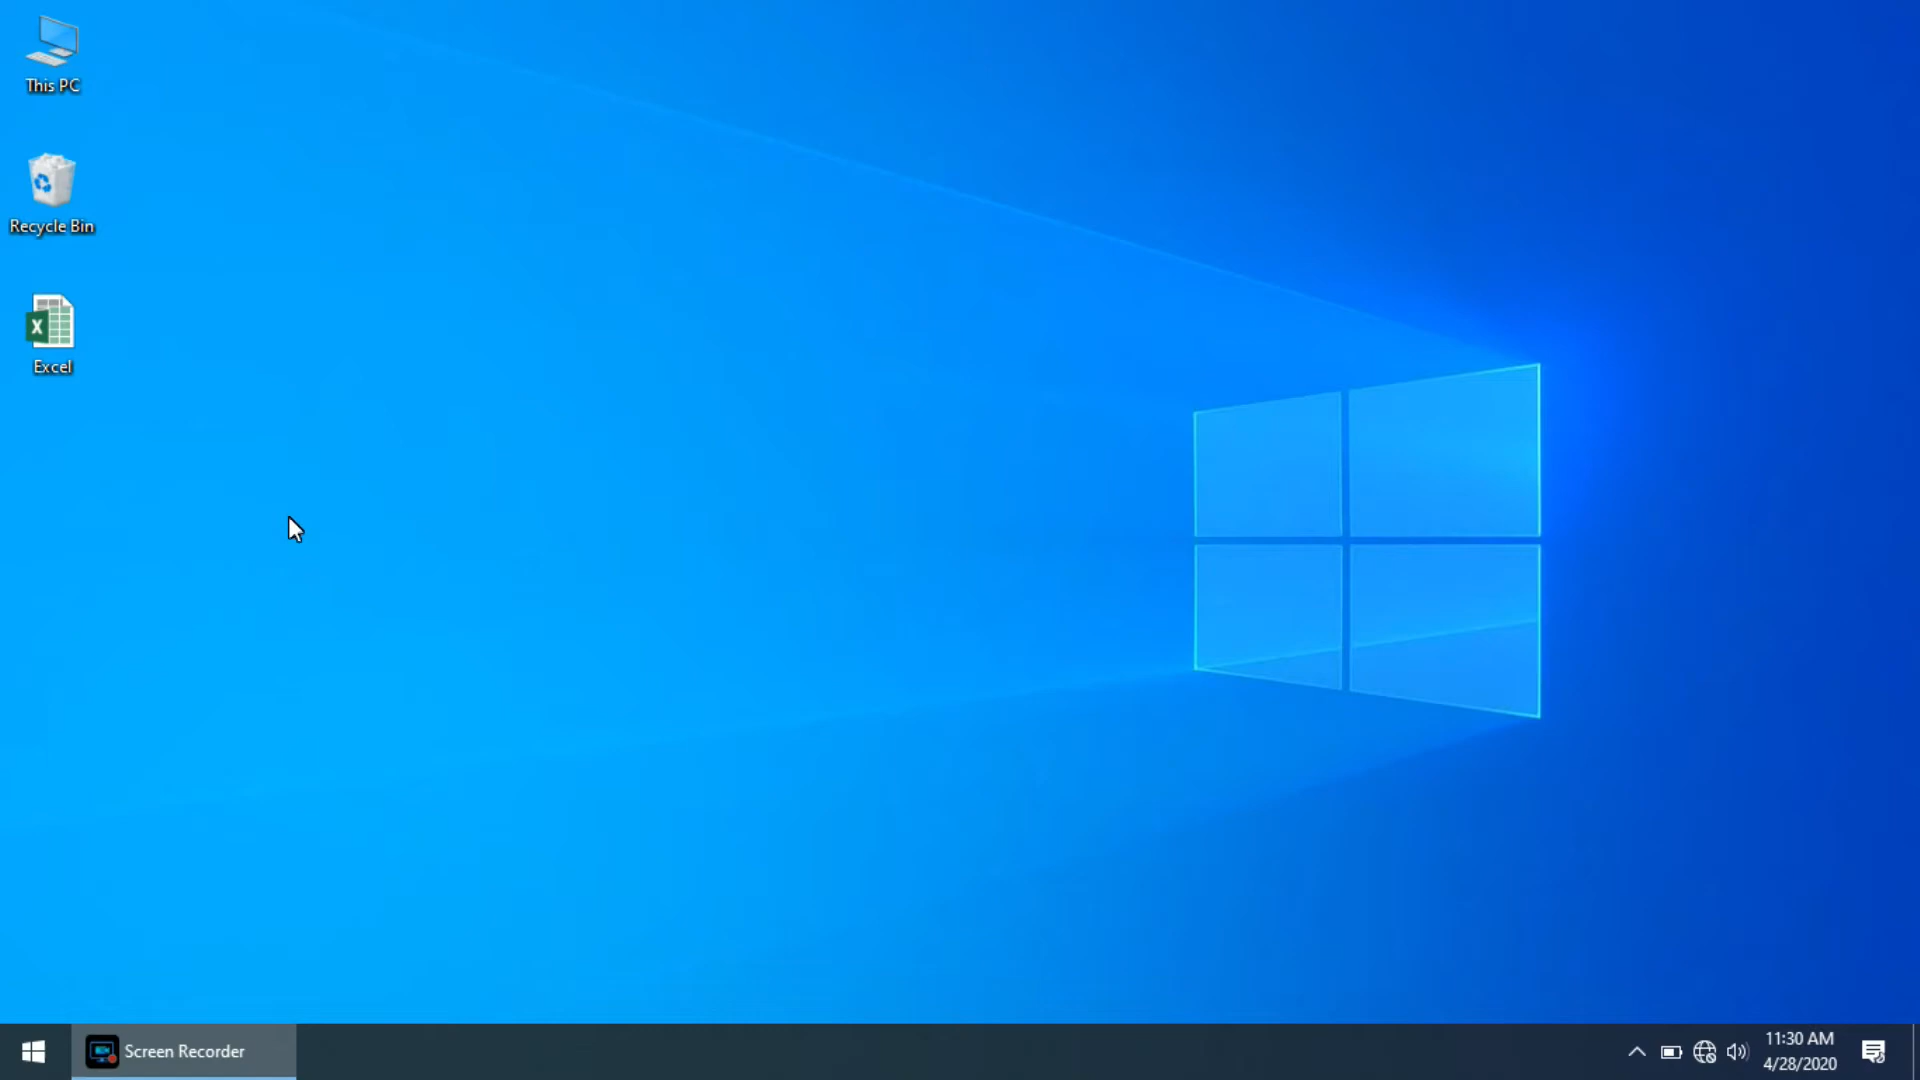 This PC
Recycle Bin
X
Excel
Screen Recorder
11:30 AM
4/28/2020